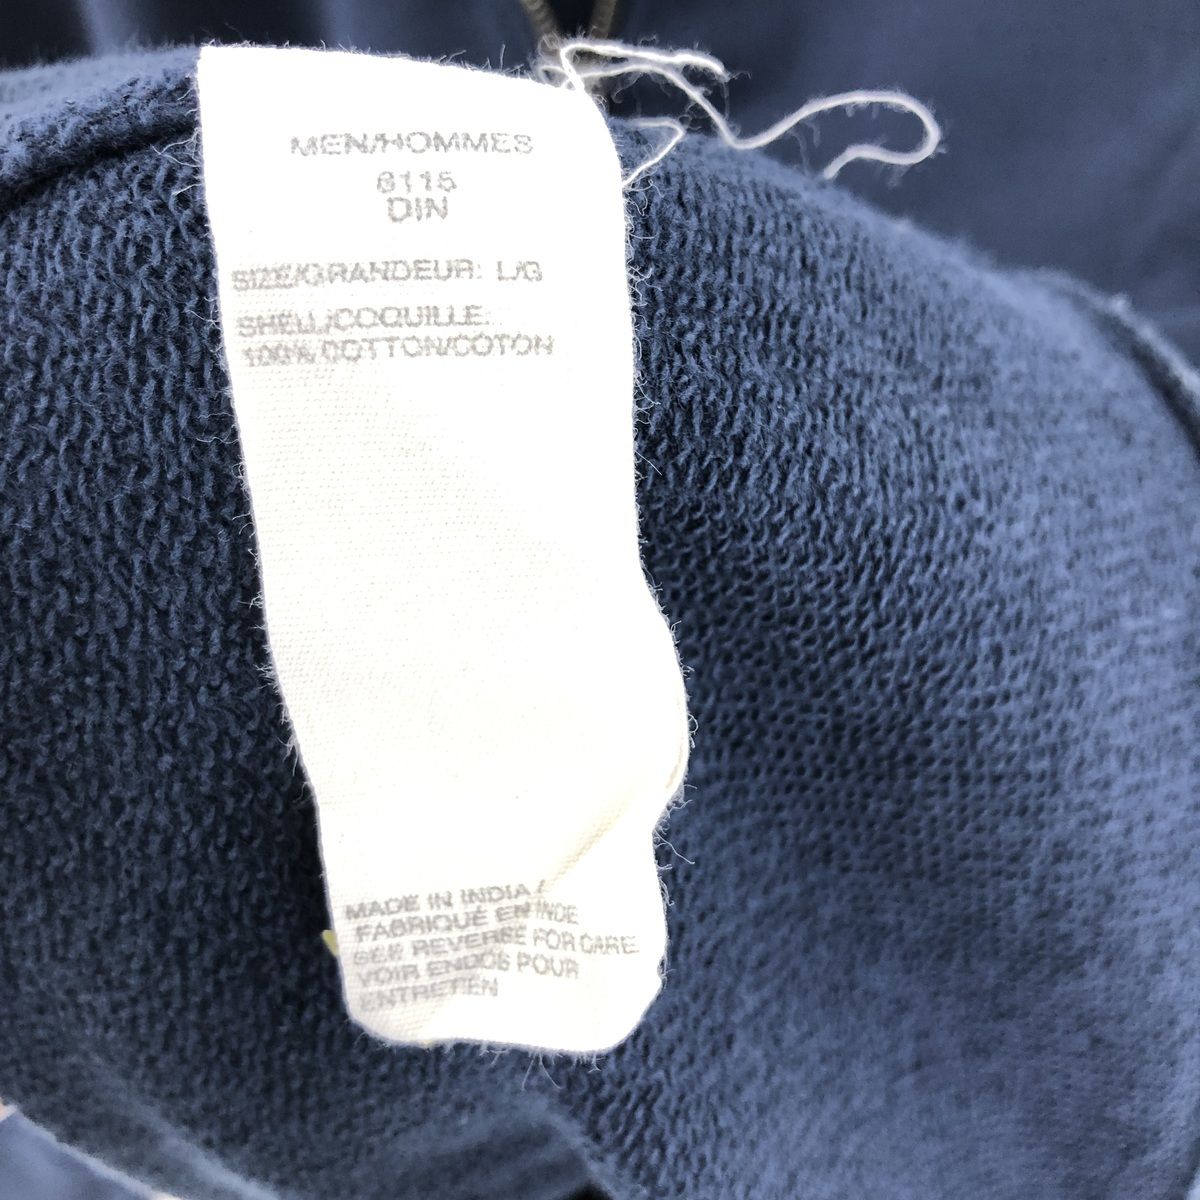 MEN/HOMMES
6115
DIN
SIZE/GRANDEUR: L/G
SHELL/COQUILLE:
100% COTTON/COTON
MADE IN INDIA /
FABRIQUÉ EN INDE
SEE REVERSE FOR CARE
VOIR ENDOS POUR
ENTRETIEN